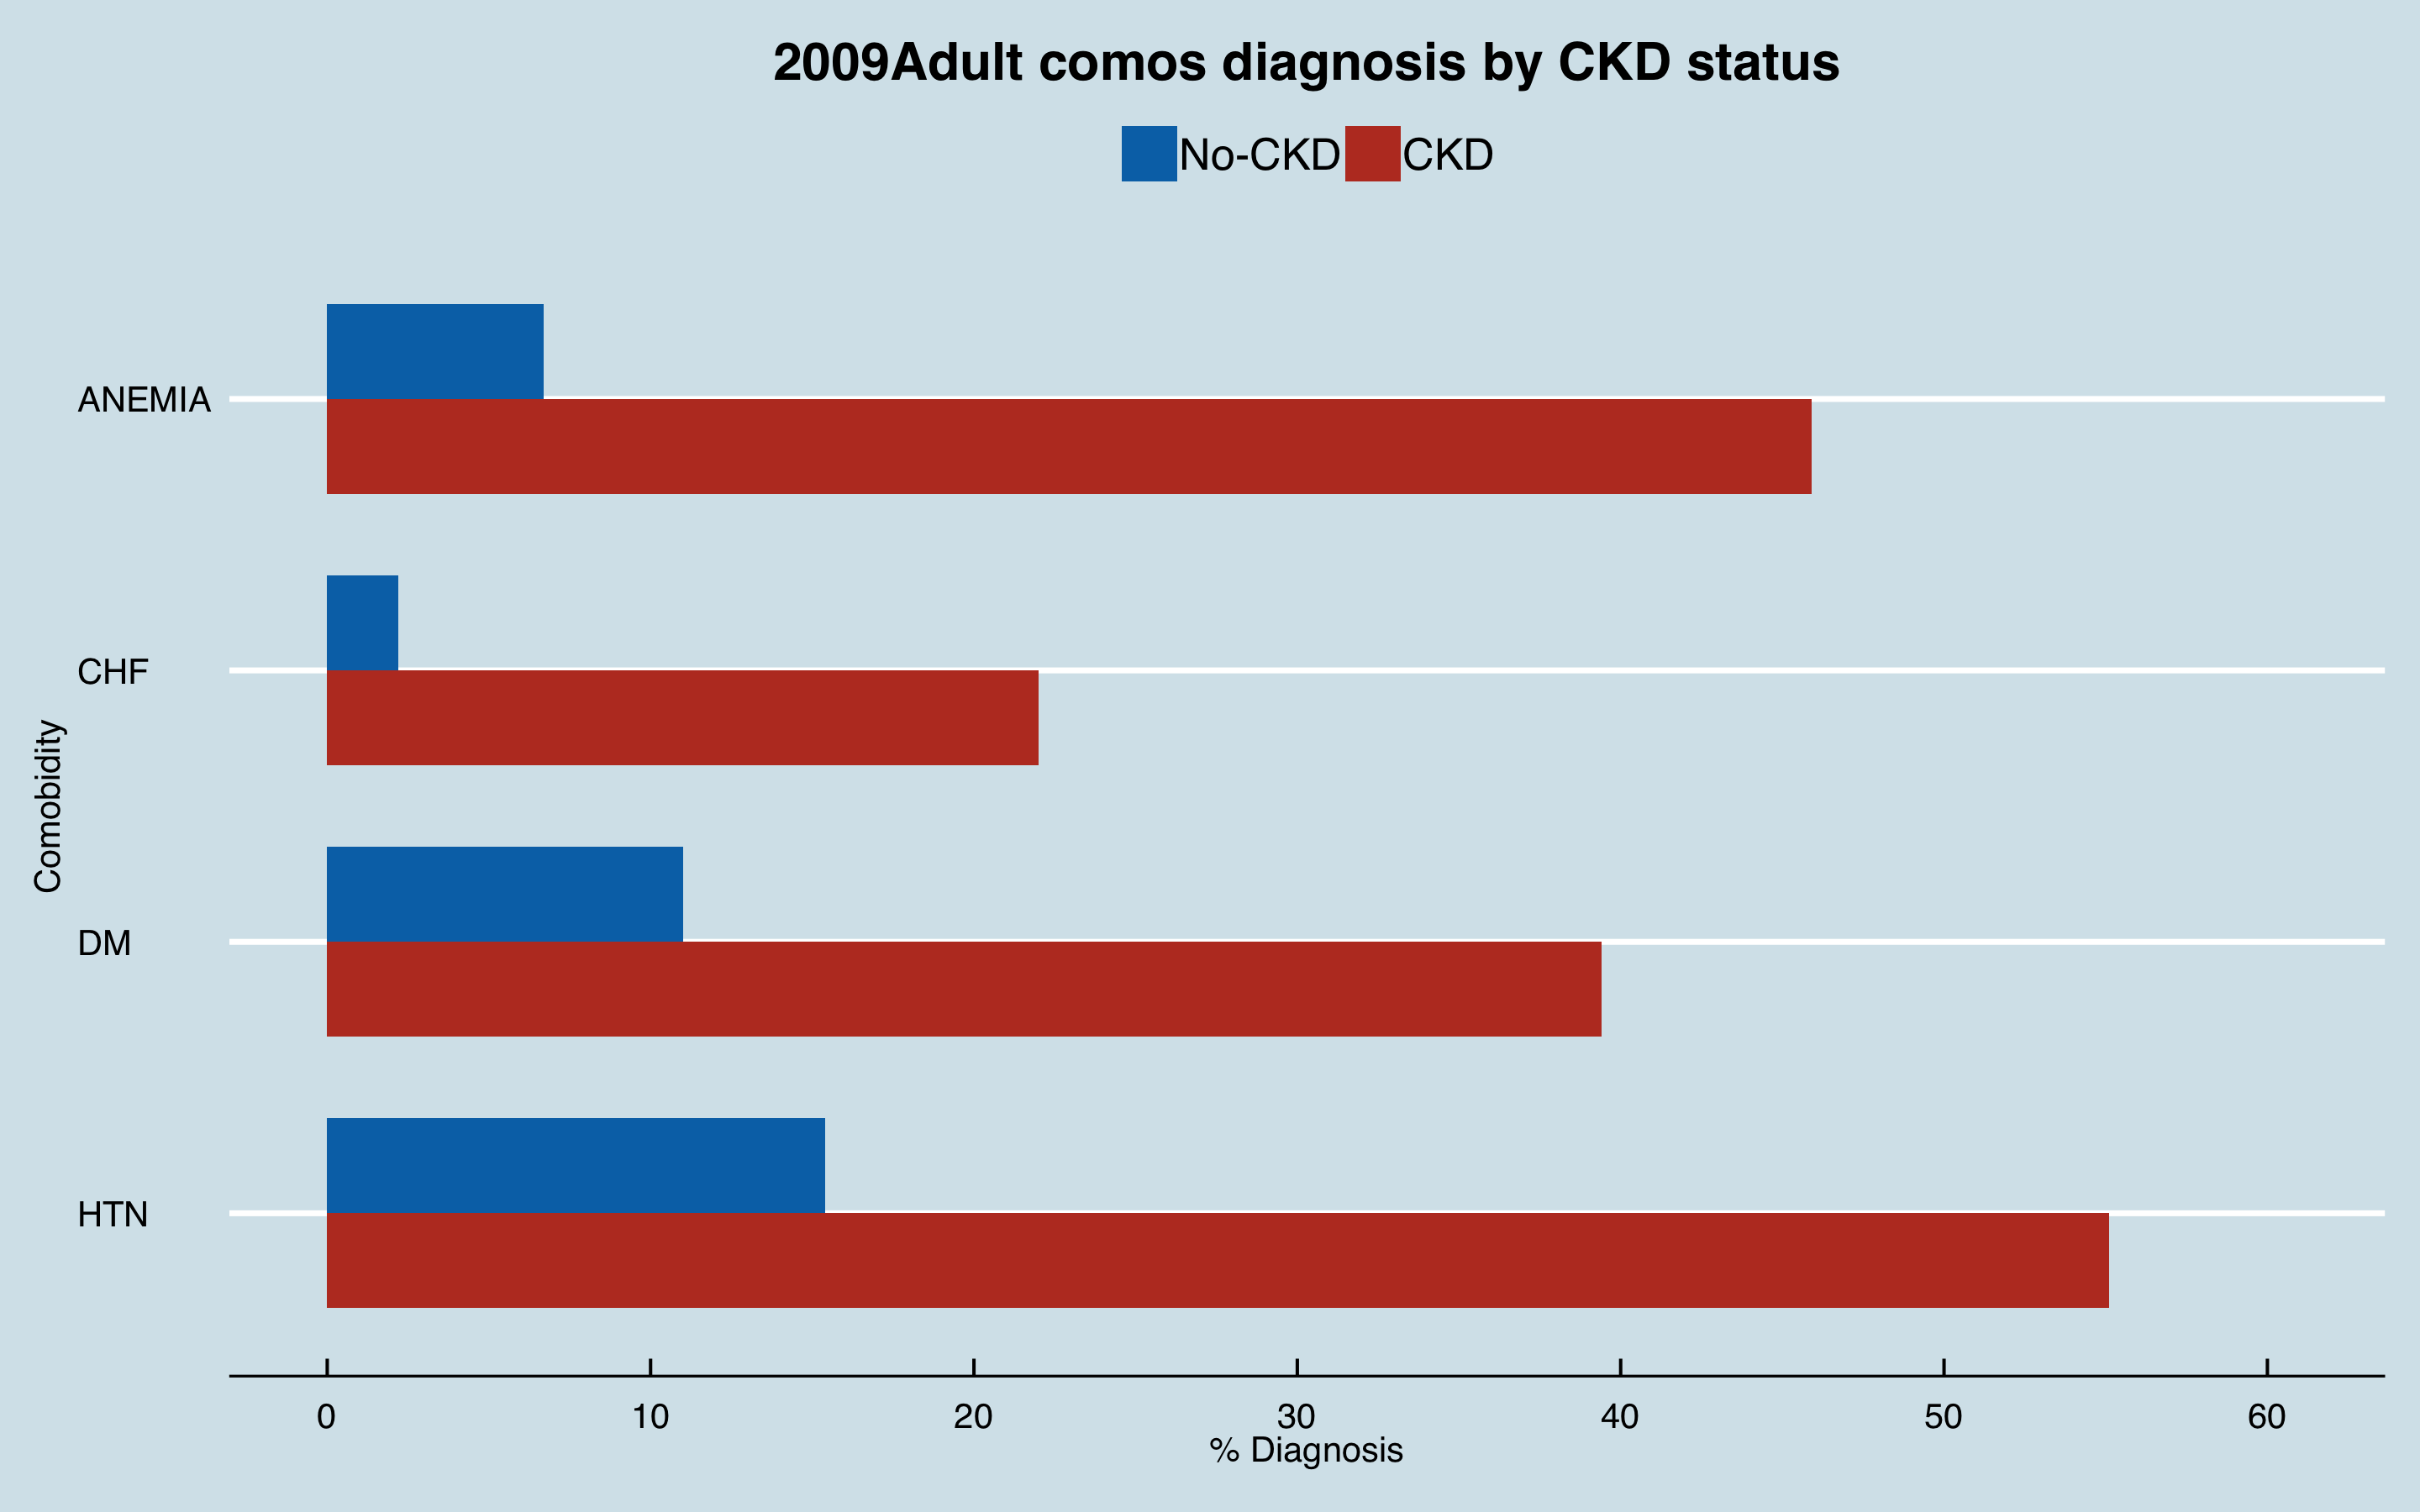 2009Adult comos diagnosis by CKD status
No-CKD CKD
ANEMIA
CHF
DM
HTN
Comobidity
0 10 20 30 40 50 60
% Diagnosis